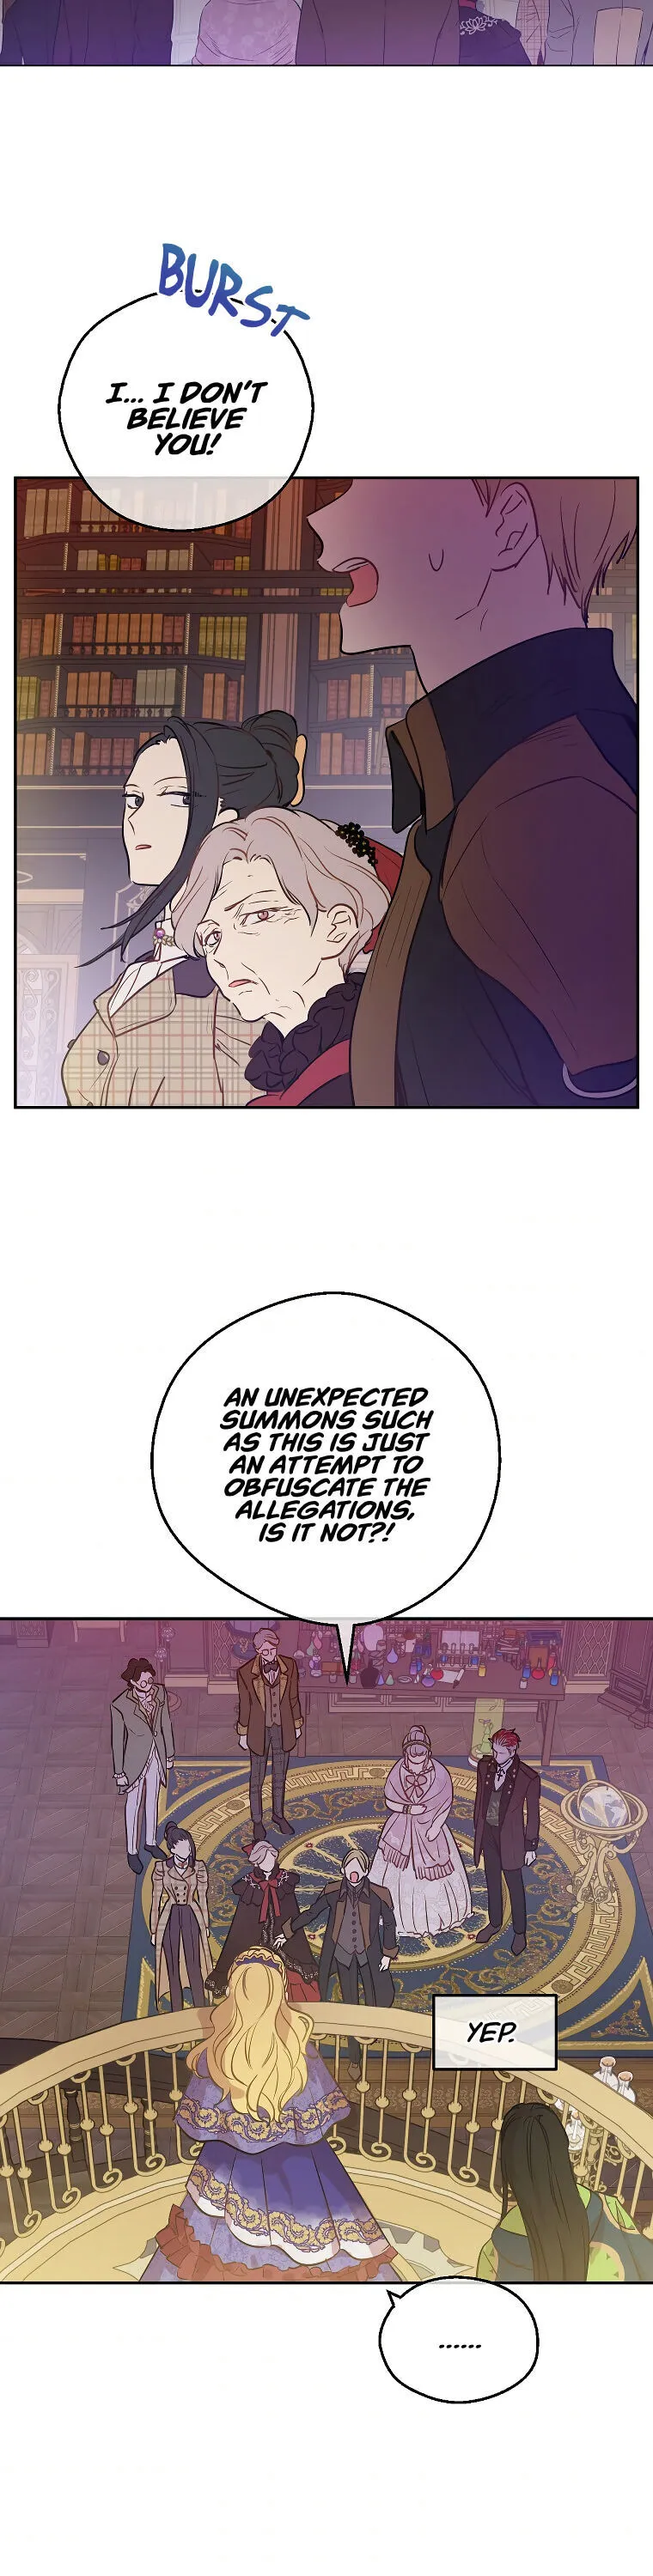 BURST
I... I DON'T
BELIEVE
YOU!
AN UNEXPECTED
SUMMONS SUCH
AS THIS IS JUST
AN ATTEMPT TO
OBFUSCATE THE
ALLEGATIONS,
IS IT NOT?!
YEP.
......